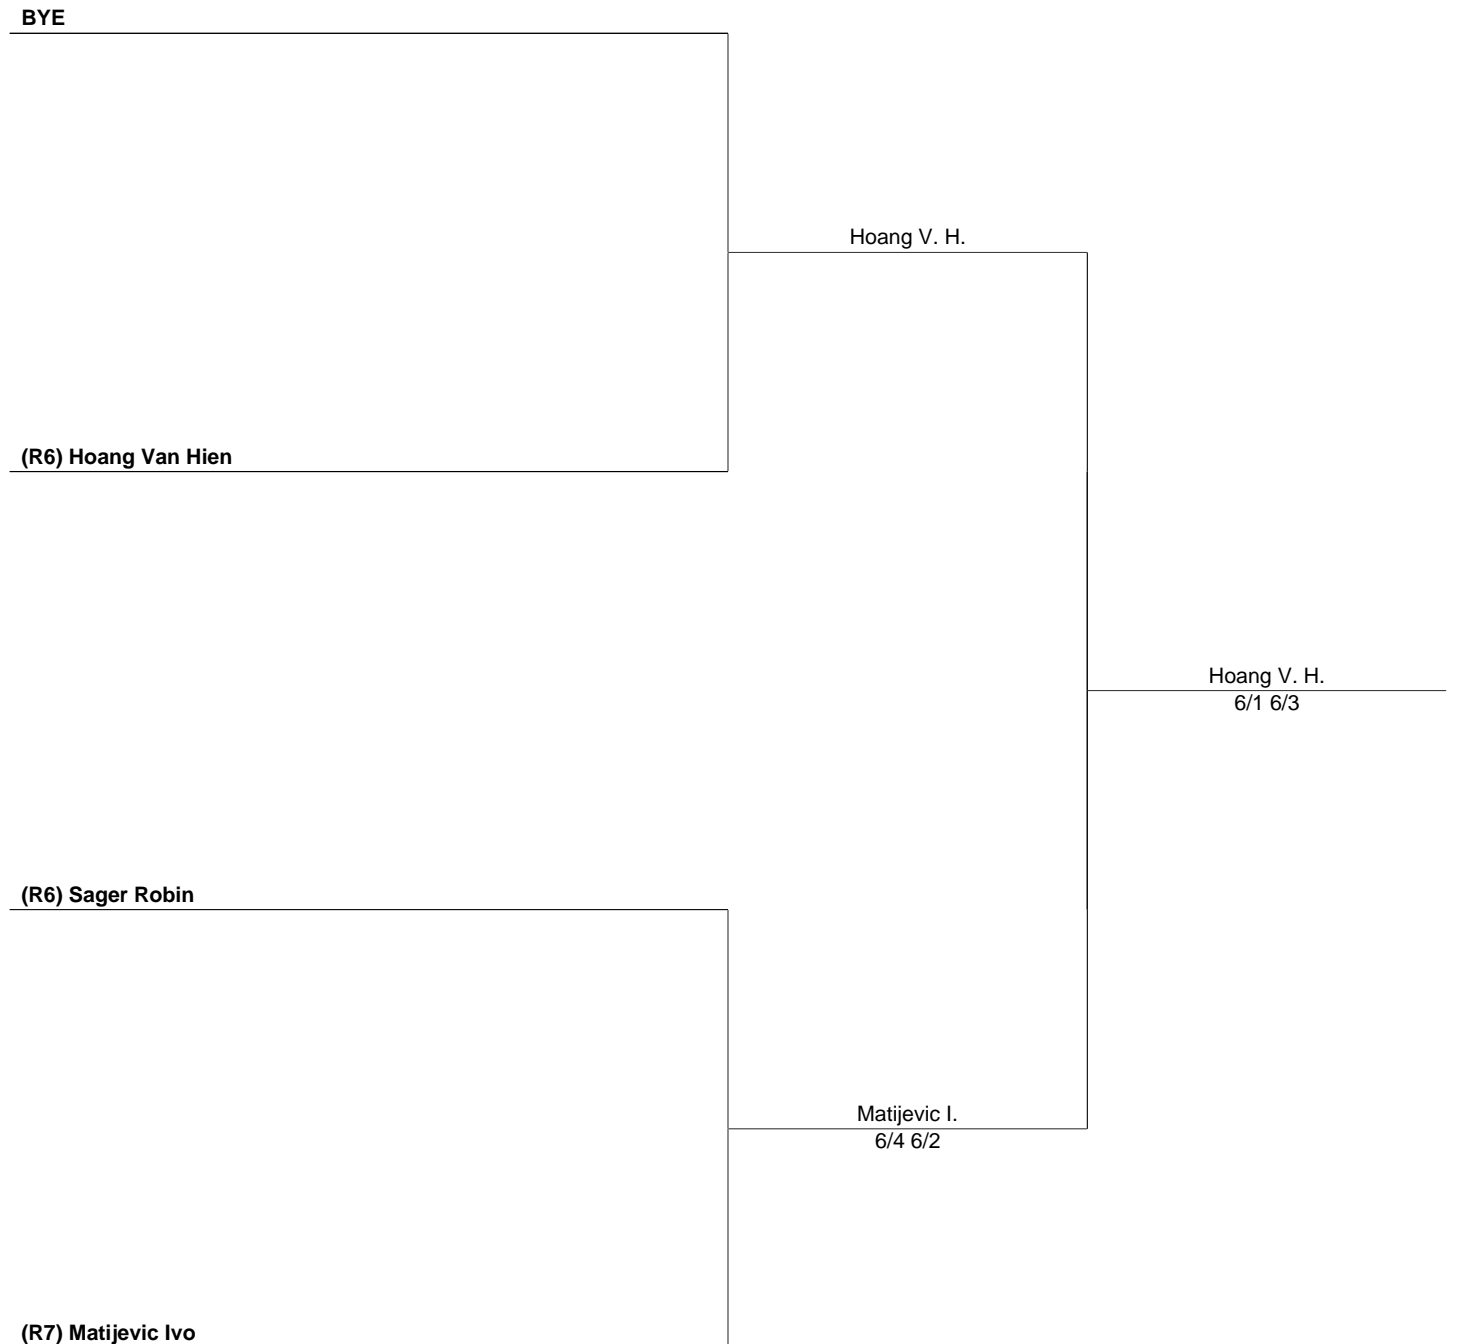 BYE
Hoang V. H.
(R6) Hoang Van Hien
Hoang V. H.
6/1 6/3
(R6) Sager Robin
Matijevic I.
6/4 6/2
(R7) Matijevic Ivo